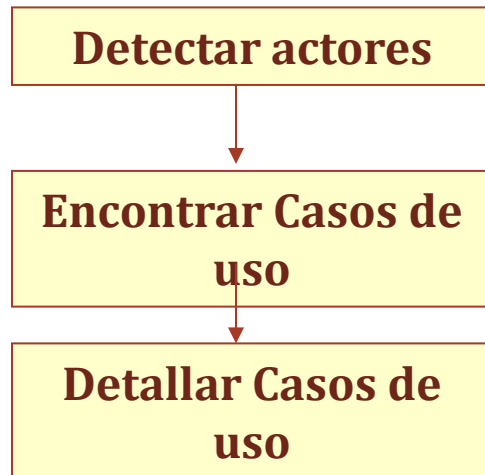 Detectar actores
Encontrar Casos de
uso
Detallar Casos de
uso